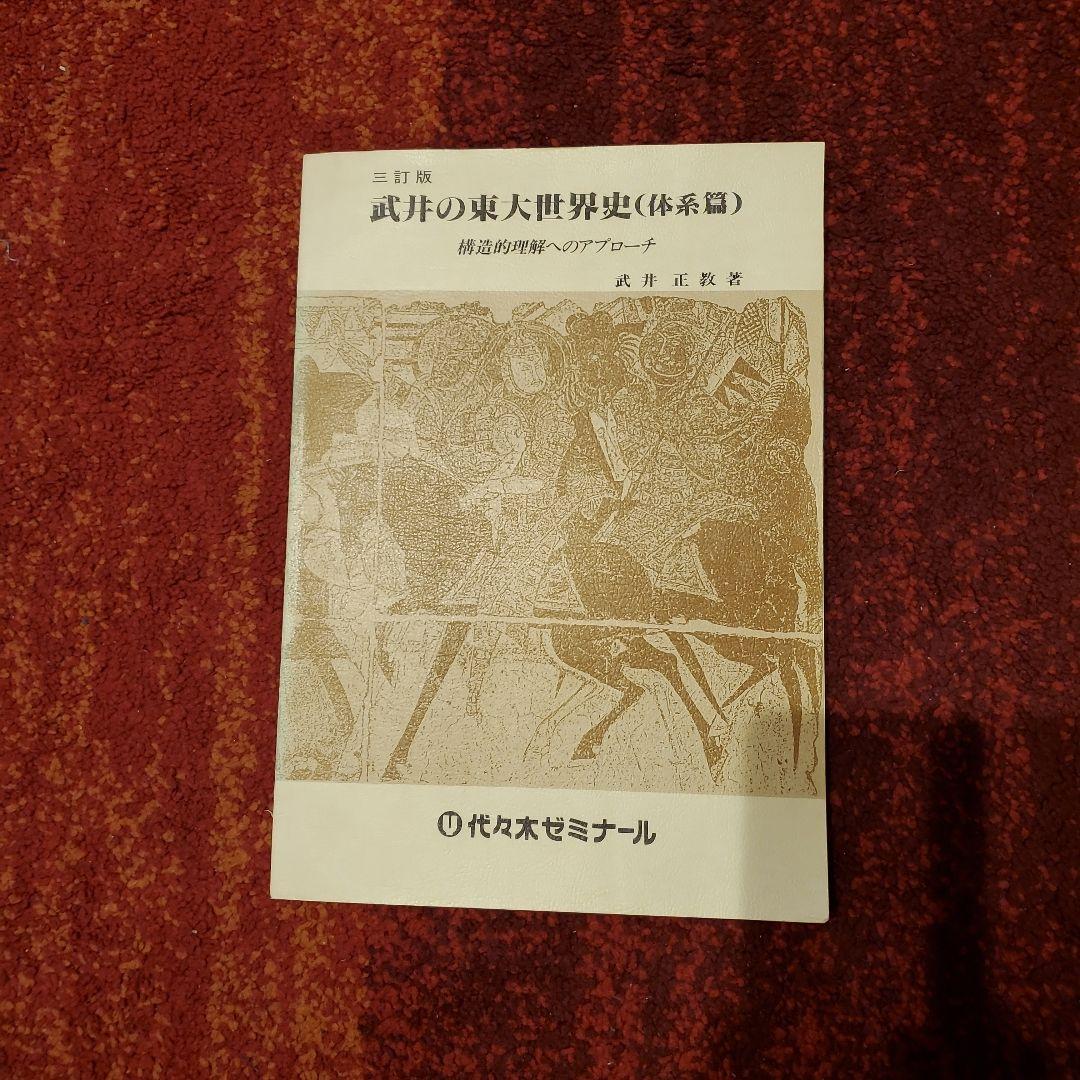 三訂版
武井の東大世界史(体系篇)
構造的理解へのアプローチ
武井正教著
代々木ゼミナール